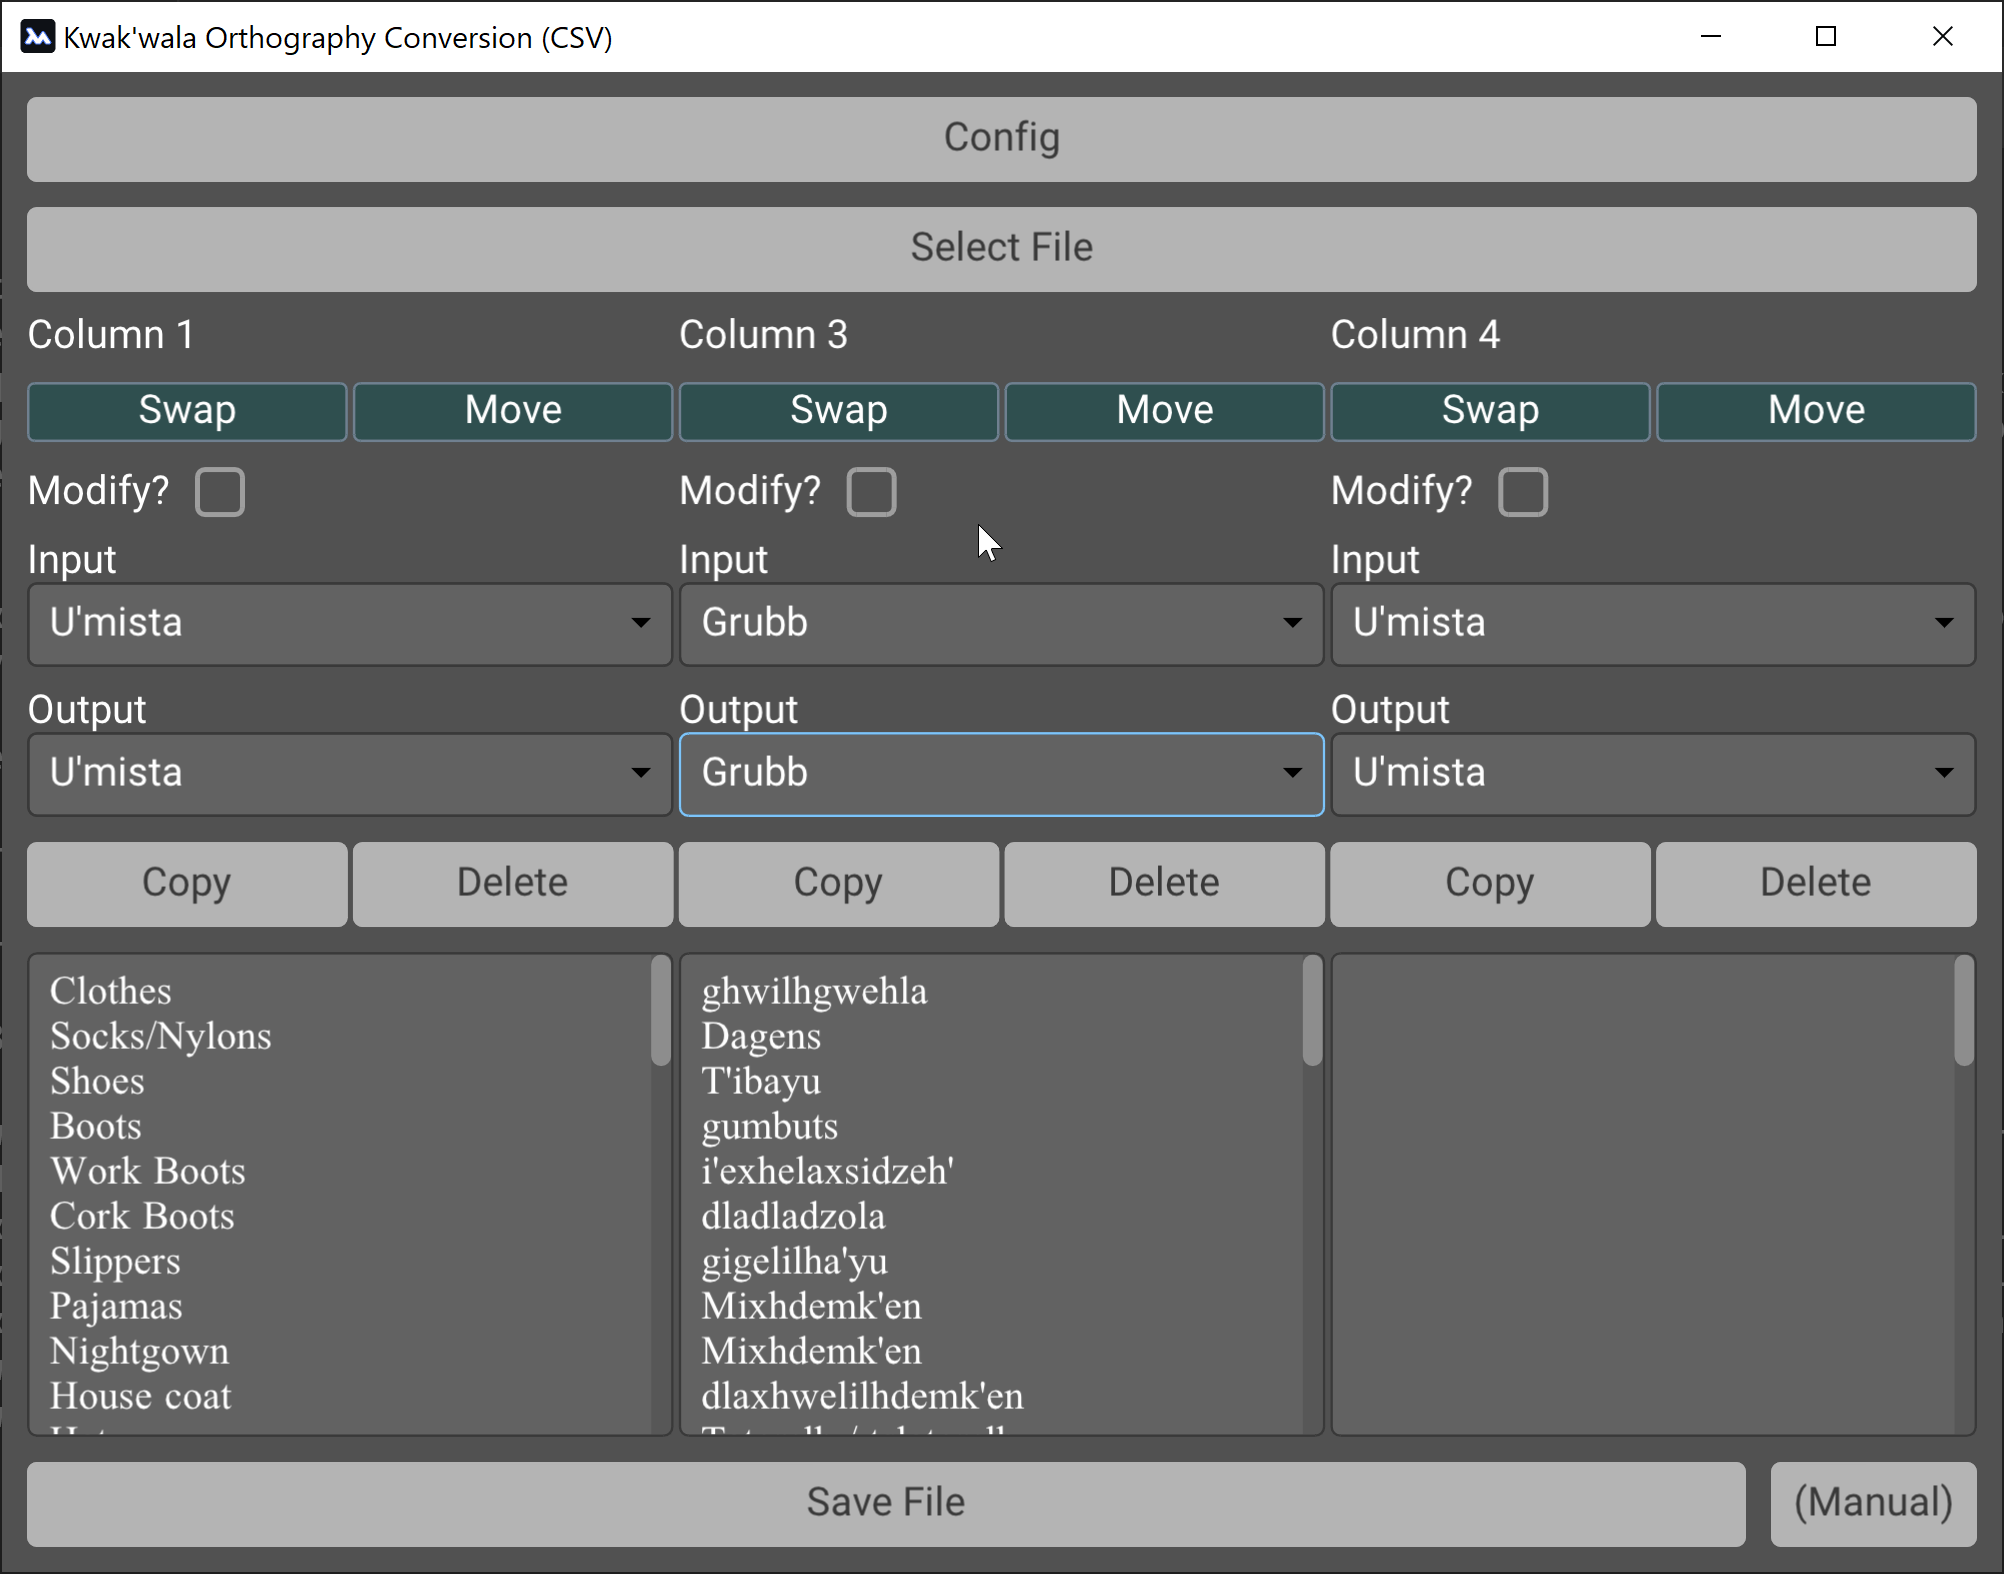 Kwak'wala Orthography Conversion (CSV)
Config
Select File
Column 1
Column 3
Column 4
Swap
Move
Swap
Move
Swap
Move
Modify?
Modify?
Modify?
Input
Input
Input
U'mista
Grubb
U'mista
Output
Output
Output
U'mista
Grubb
U'mista
Copy
Delete
Copy
Delete
Copy
Delete
Clothes
Socks/Nylons
Shoes
Boots
Work Boots
Cork Boots
Slippers
Pajamas
Nightgown
House coat
ghwilhgwehla
Dagens
T'ibayu
gumbuts
i'exhelaxsidzeh'
dladladzola
gigelilha'yu
Mixhdemk'en
Mixhdemk'en
dlaxhwelilhdemk'en
Save File
(Manual)